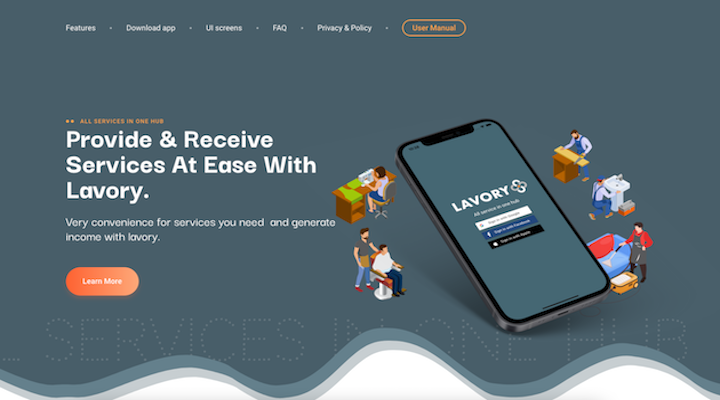 Features
Download app
UI screens
FAQ
Privacy & Policy
User Manual
ALL SERVICES IN ONE HUB
Provide & Receive
Services At Ease With
Lavory.
Very convenience for services you need and generate
income with lavory.
Learn More
LAVORY
All service in one hub
Sign in with Google
Sign in with Facebook
Sign in with Apple
L SERVICES IN ONE HUB